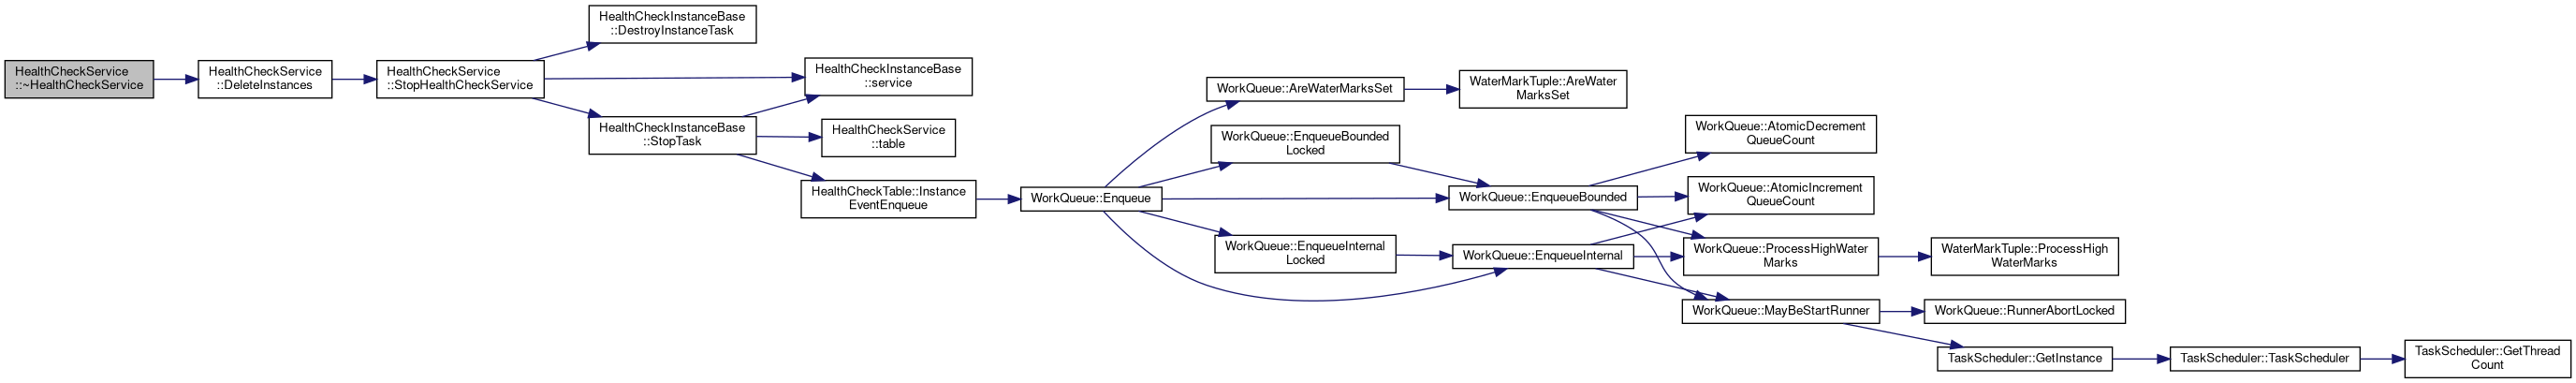 HealthCheckService
::~HealthCheckService
HealthCheckService
::DeleteInstances
HealthCheckService
::StopHealthCheckService
HealthCheckInstanceBase
::DestroyInstanceTask
HealthCheckInstanceBase
::service
HealthCheckInstanceBase
::StopTask
HealthCheckService
::table
HealthCheckTable::Instance
EventEnqueue
WorkQueue::Enqueue
WorkQueue::AreWaterMarksSet
WaterMarkTuple::AreWater
MarksSet
WorkQueue::EnqueueBounded
Locked
WorkQueue::EnqueueBounded
WorkQueue::EnqueueInternal
Locked
WorkQueue::EnqueueInternal
WorkQueue::AtomicDecrement
QueueCount
WorkQueue::AtomicIncrement
QueueCount
WorkQueue::ProcessHighWater
Marks
WaterMarkTuple::ProcessHigh
WaterMarks
WorkQueue::MayBeStartRunner
WorkQueue::RunnerAbortLocked
TaskScheduler::GetInstance
TaskScheduler::TaskScheduler
TaskScheduler::GetThread
Count